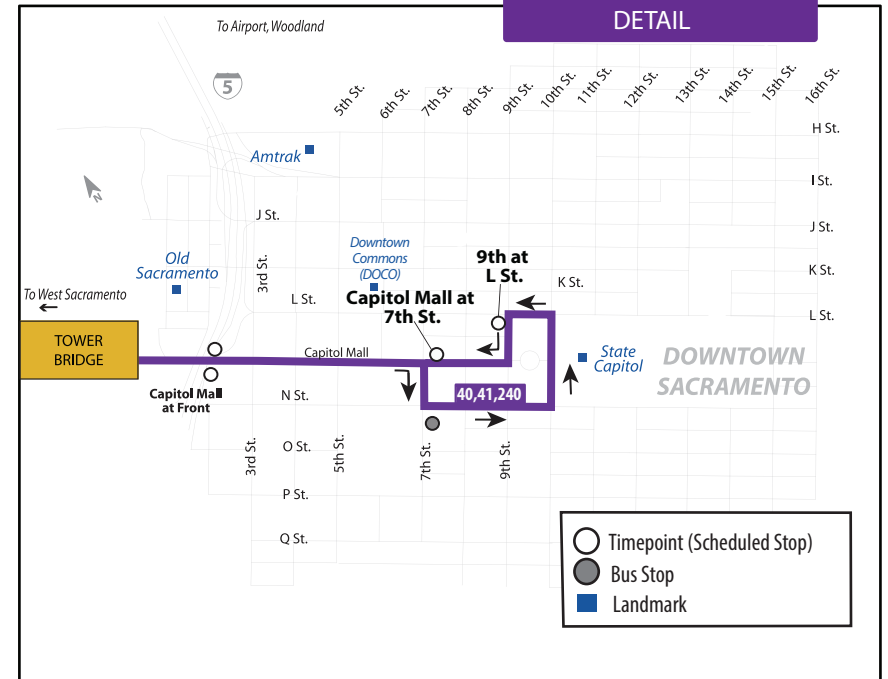 DETAIL
To Airport, Woodland
5
5th St.
6th St.
7th St.
8th St.
9th St.
10th St.
11th St.
12th St.
13th St.
14th St.
15th St.
16th St.
H St.
Amtrak
I St.
N
J St.
J St.
Old
Sacramento
3rd St.
Downtown
Commons
(DOCO)
9th at
L St.
K St.
K St.
To West Sacramento
L St.
Capitol Mall at
7th St.
L St.
TOWER
BRIDGE
Capitol Mall
State
Capitol
DOWNTOWN
SACRAMENTO
Capitol Mall
at Front
N St.
40,41,240
3rd St.
O St.
5th St.
7th St.
9th St.
P St.
Q St.
Timepoint (Scheduled Stop)
Bus Stop
Landmark